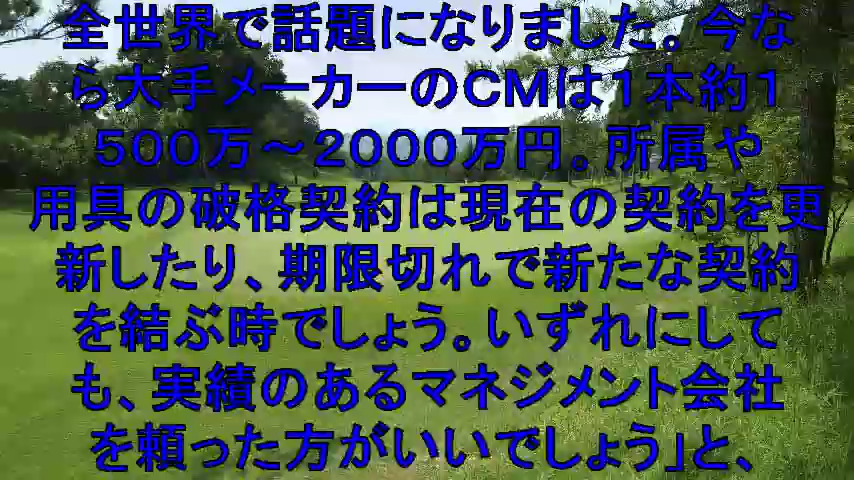 全世界で話題になりました。今な
ら大手メーカーのＣＭは１本約１
５００万～２０００万円。所属や
用具の破格契約は現在の契約を更
新したり、期限切れで新たな契約
を結ぶ時でしょう。いずれにして
も、実績のあるマネジメント会社
を頼った方がいいでしょう」と、